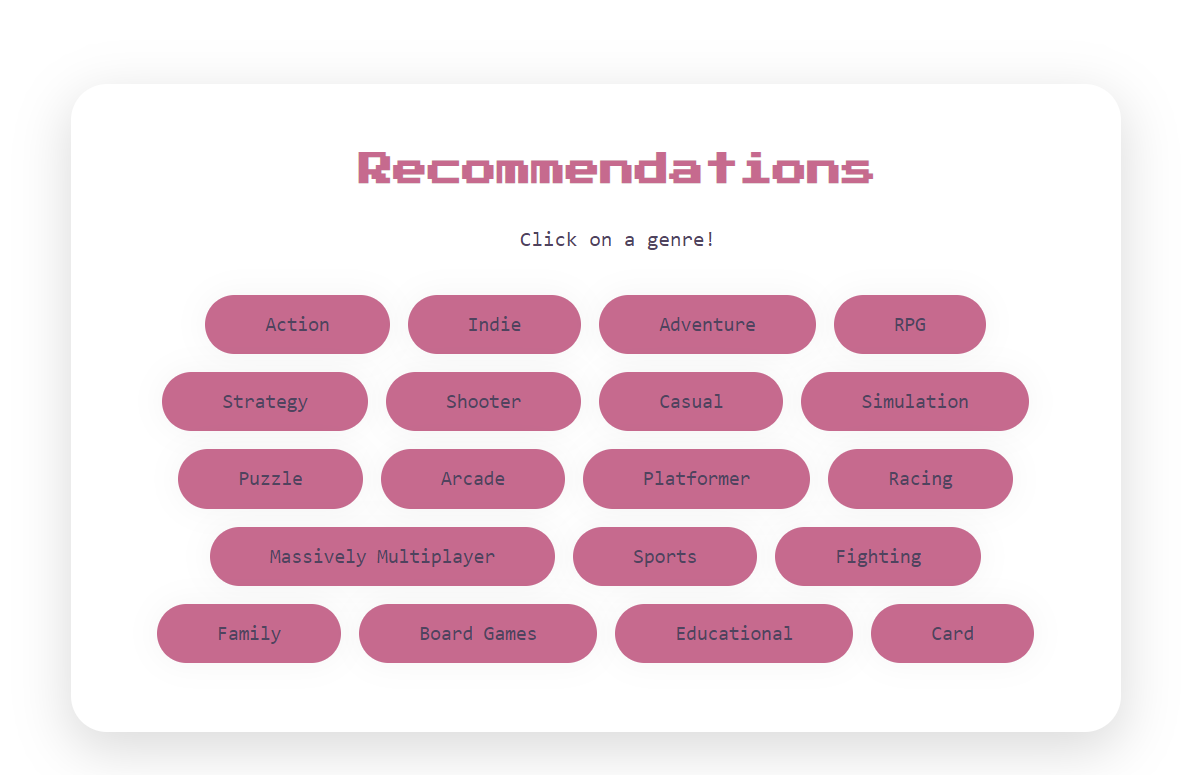 Recommendations
Click on a genre!
Action Indie Adventure RPG
Strategy Shooter Casual Simulation
Puzzle Arcade Platformer Racing
Massively Multiplayer Sports Fighting
Family Board Games Educational Card